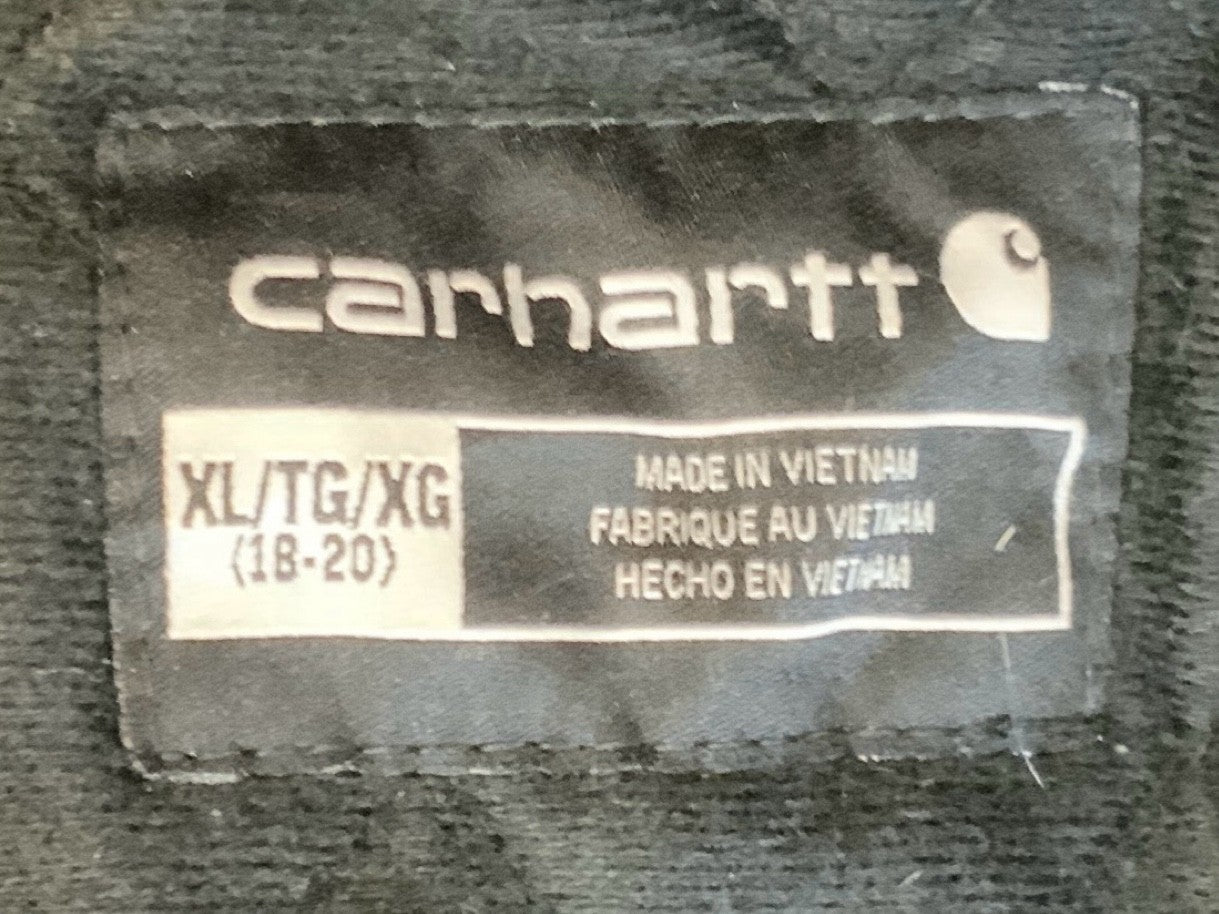 carhartt
XL/TG/XG
(18-20)
MADE IN VIETNAM
FABRIQUE AU VIETNAM
HECHO EN VIETNAM